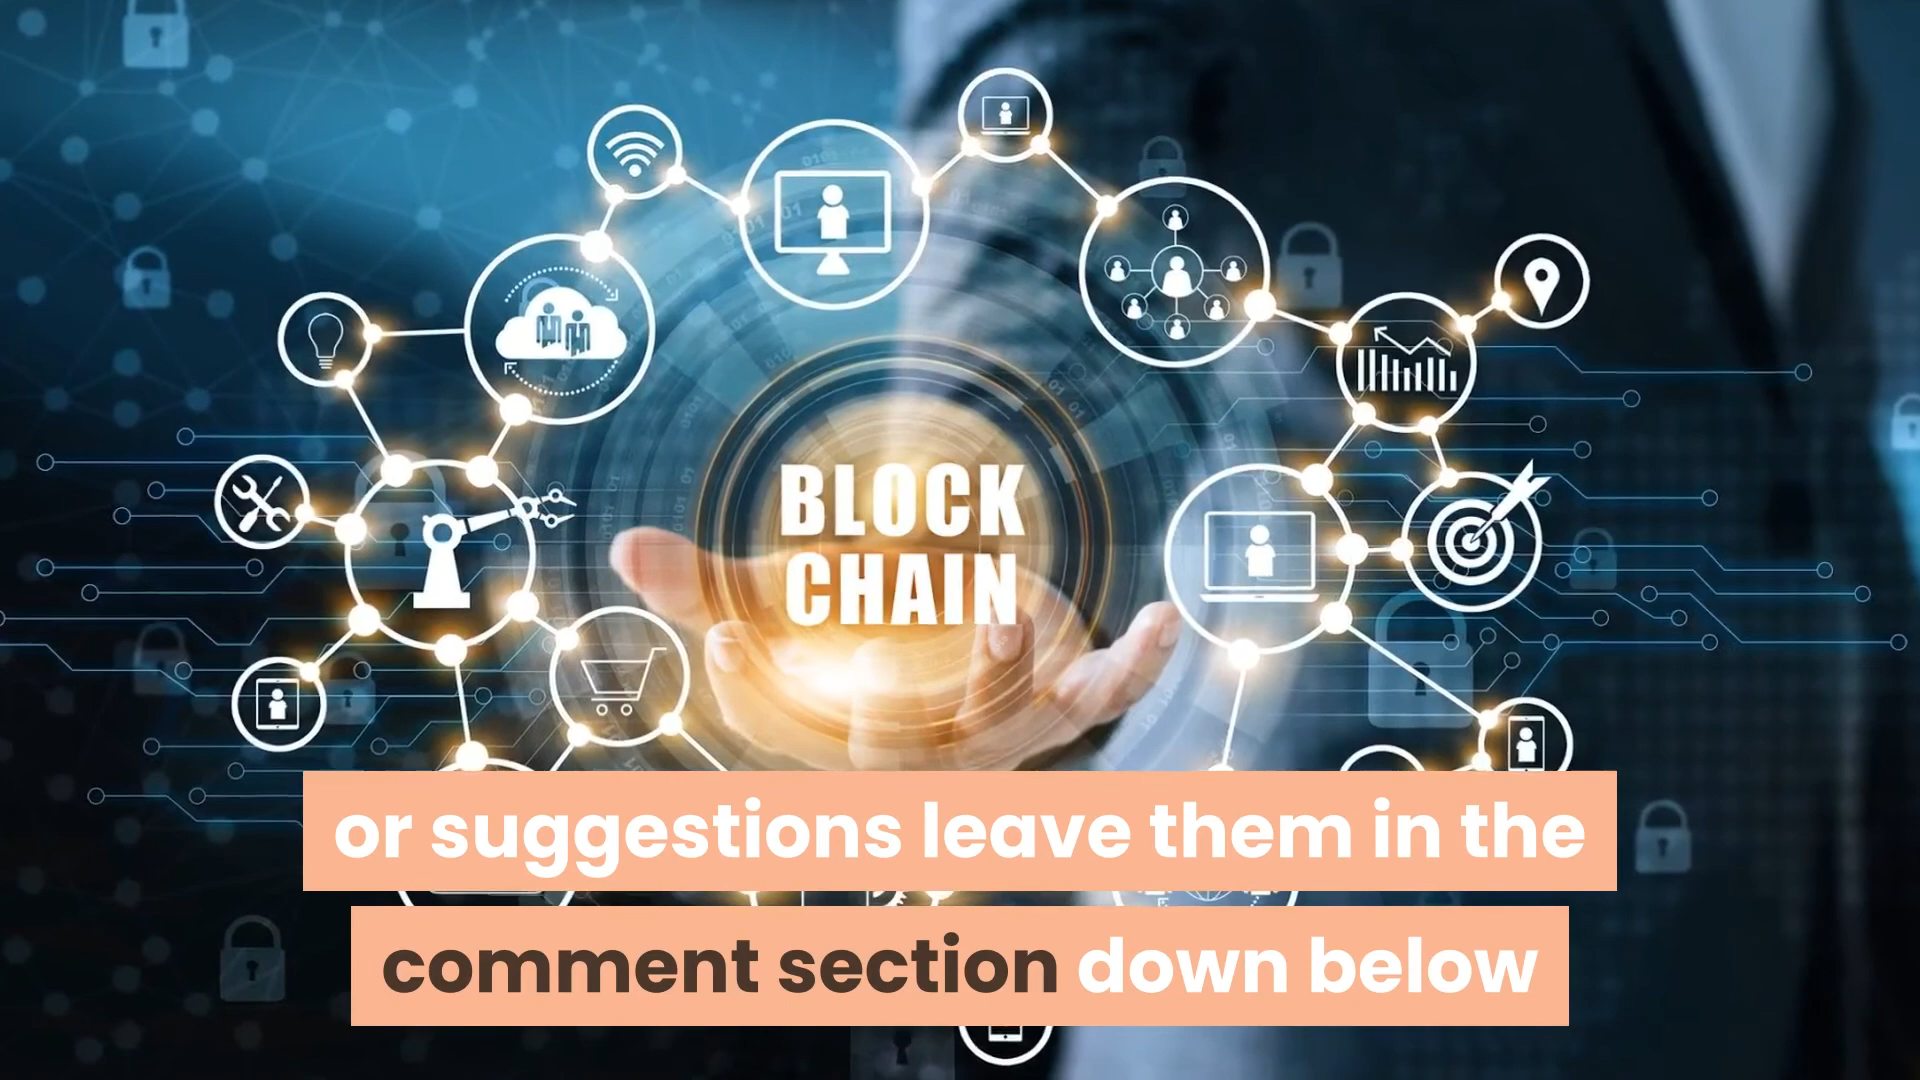 BLOCK
CHAIN
or suggestions leave them in the
comment section down below